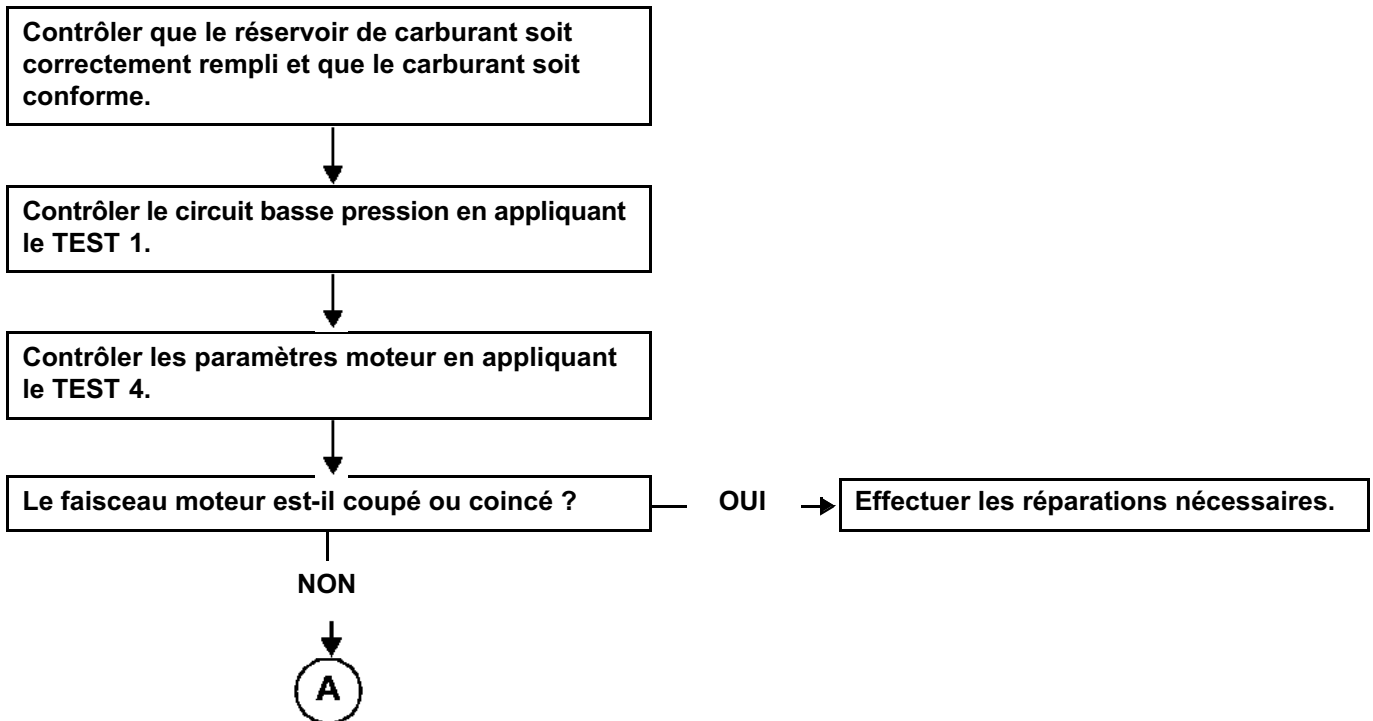 Contrôler que le réservoir de carburant soit
correctement rempli et que le carburant soit
conforme.
Contrôler le circuit basse pression en appliquant
le TEST 1.
Contrôler les paramètres moteur en appliquant
le TEST 4.
Le faisceau moteur est-il coupé ou coincé ?
OUI
Effectuer les réparations nécessaires.
NON
A